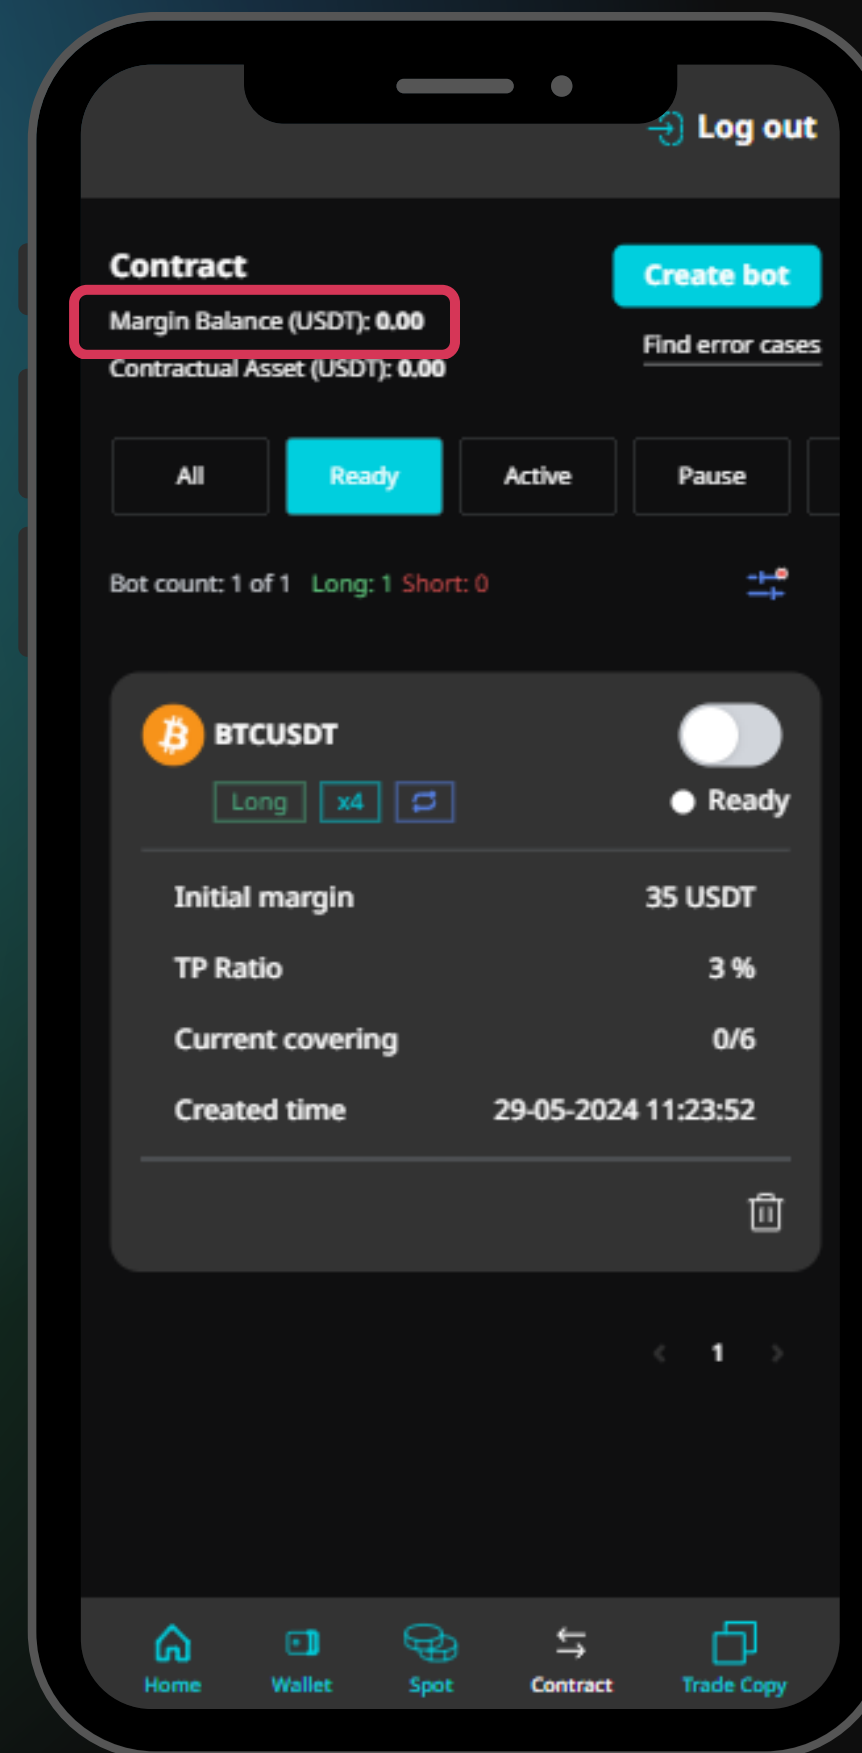 Log out
Contract
Create bot
Margin Balance (USDT): 0.00
Find error cases
Contractual Asset (USDT): 0.00
All Ready Active Pause
Bot count: 1 of 1 Long: 1 Short: 0
BTCUSDT
Long x4
Ready
Initial margin 35 USDT
TP Ratio 3 %
Current covering 0/6
Created time 29-05-2024 11:23:52
1
Home Wallet Spot Contract Trade Copy